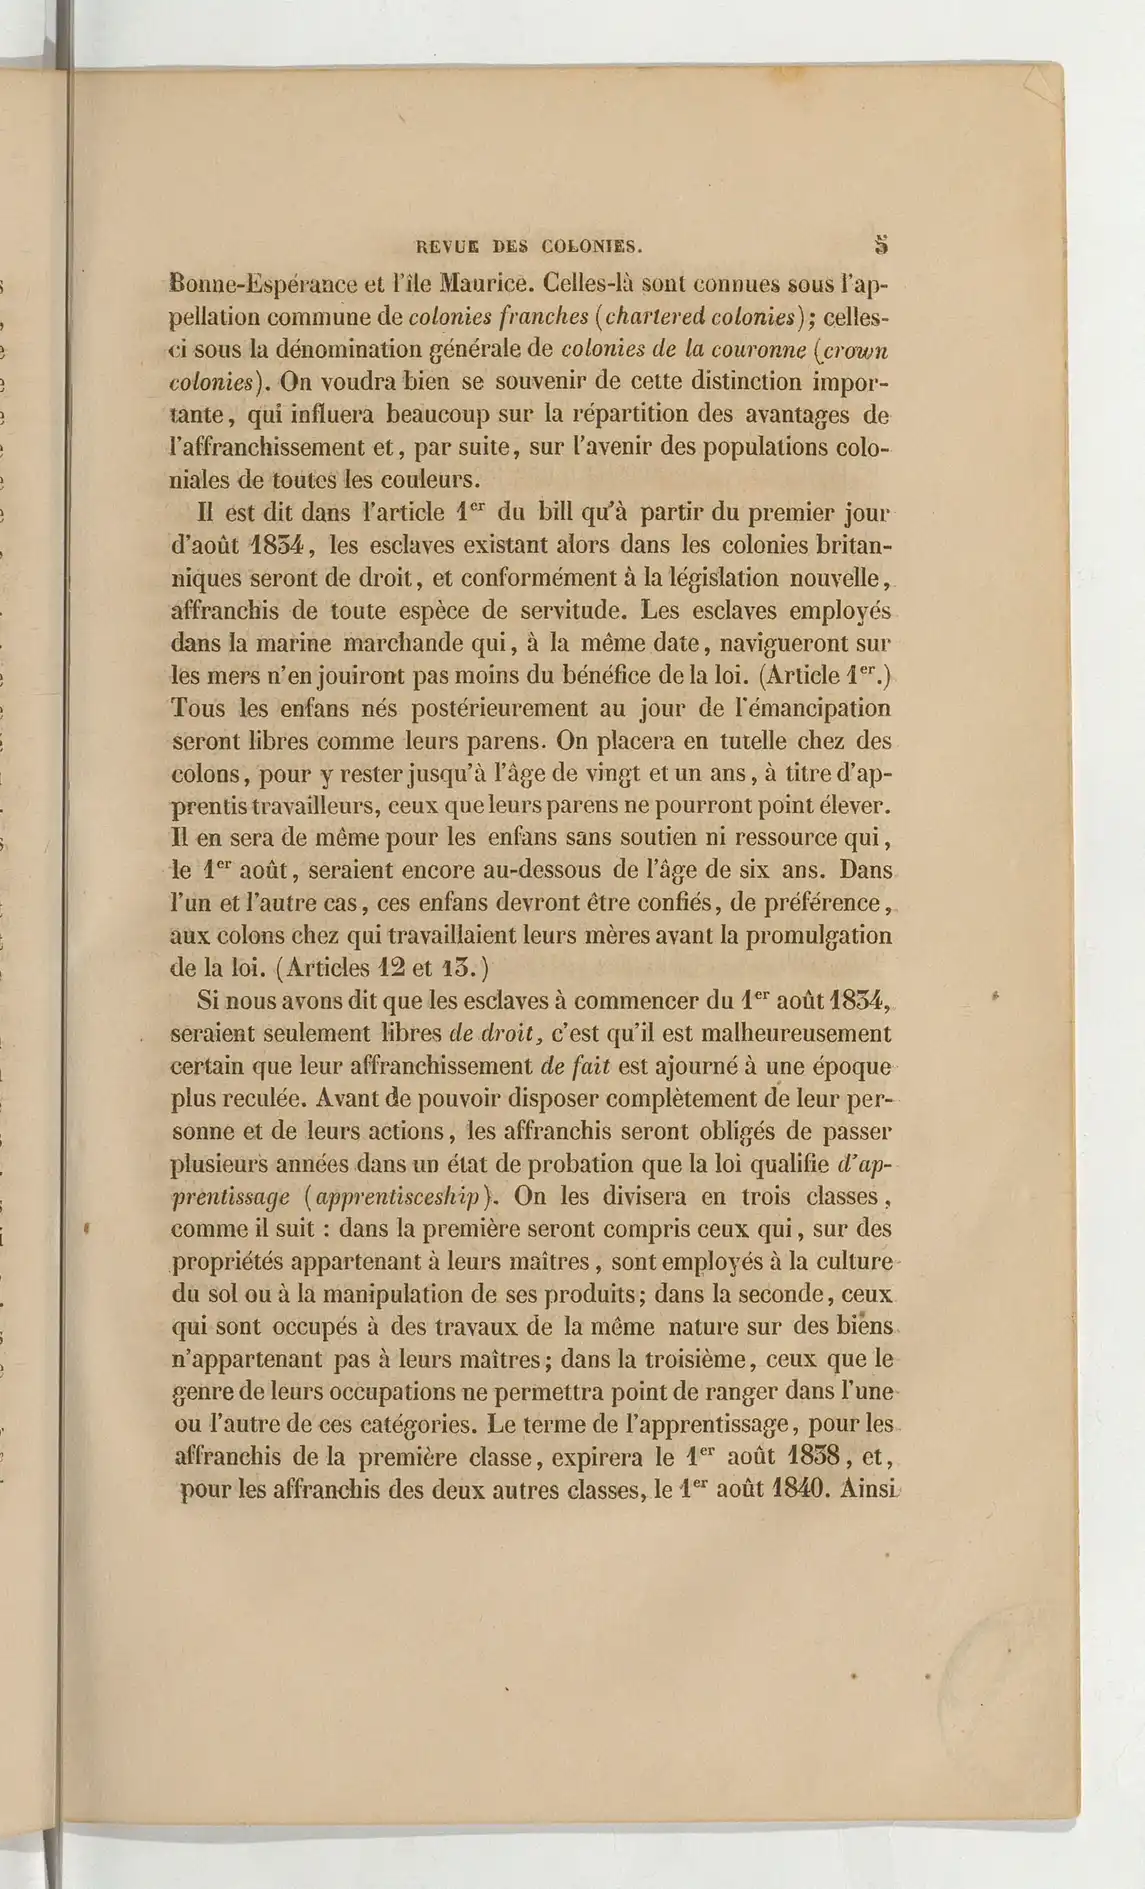 REVUE DES COLONIES. 5
Bonne-Espérance et l'île Maurice. Celles-là sont connues sous l'ap-
pellation commune de colonies franches (chartered colonies); celles-
ci sous la dénomination générale de colonies de la couronne (crown
colonies). On voudra bien se souvenir de cette distinction impor-
tante, qui influera beaucoup sur la répartition des avantages de
l'affranchissement et, par suite, sur l'avenir des populations colo-
niales de toutes les couleurs.
Il est dit dans l'article 1er du bill qu'à partir du premier jour
d'août 1834, les esclaves existant alors dans les colonies britan-
niques seront de droit, et conformément à la législation nouvelle,
affranchis de toute espèce de servitude. Les esclaves employés
dans la marine marchande qui, à la même date, navigueront sur
les mers n'en jouiront pas moins du bénéfice de la loi. (Article 1er.)
Tous les enfans nés postérieurement au jour de l'émancipation
seront libres comme leurs parens. On placera en tutelle chez des
colons, pour y rester jusqu'à l'âge de vingt et un ans, à titre d'ap-
prentis travailleurs, ceux que leurs parens ne pourront point élever.
Il en sera de même pour les enfans sans soutien ni ressource qui,
le 1er août, seraient encore au-dessous de l'âge de six ans. Dans
l'un et l'autre cas, ces enfans devront être confiés, de préférence,
aux colons chez qui travaillaient leurs mères avant la promulgation
de la loi. (Articles 12 et 13.)
Si nous avons dit que les esclaves à commencer du 1er août 1834,
seraient seulement libres de droit, c'est qu'il est malheureusement
certain que leur affranchissement de fait est ajourné à une époque
plus reculée. Avant de pouvoir disposer complètement de leur per-
sonne et de leurs actions, les affranchis seront obligés de passer
plusieurs années dans un état de probation que la loi qualifie d'ap-
prentissage (apprentisceship). On les divisera en trois classes,
comme il suit : dans la première seront compris ceux qui, sur des
propriétés appartenant à leurs maîtres, sont employés à la culture
du sol ou à la manipulation de ses produits; dans la seconde, ceux
qui sont occupés à des travaux de la même nature sur des biens
n'appartenant pas à leurs maîtres; dans la troisième, ceux que le
genre de leurs occupations ne permettra point de ranger dans l'une
ou l'autre de ces catégories. Le terme de l'apprentissage, pour les
affranchis de la première classe, expirera le 1er août 1838, et,
pour les affranchis des deux autres classes, le 1er août 1840. Ainsi